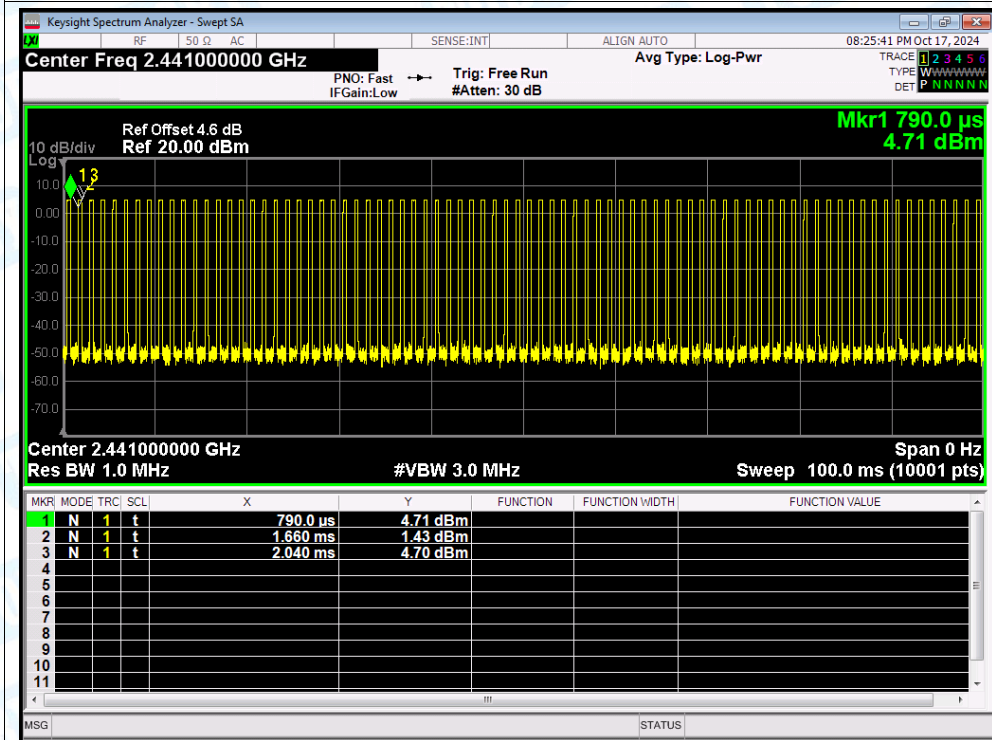 Keysight Spectrum Analyzer - Swept SA
LXI RF 50 Ω AC SENSE:INT ALIGN AUTO 08:25:41 PM Oct 17, 2024
Center Freq 2.441000000 GHz
PNO: Fast
IFGain:Low
Trig: Free Run
#Atten: 30 dB
Avg Type: Log-Pwr
TRACE 1 2 3 4 5 6
TYPE WWWWWW
DET P N N N N N
Mkr1 790.0 µs
4.71 dBm
Ref Offset 4.6 dB
10 dB/div Ref 20.00 dBm
Log
1 3
2
10.0
0.00
-10.0
-20.0
-30.0
-40.0
-50.0
-60.0
-70.0
Center 2.441000000 GHz Span 0 Hz
Res BW 1.0 MHz #VBW 3.0 MHz Sweep 100.0 ms (10001 pts)
MKR MODE TRC SCL X Y FUNCTION FUNCTION WIDTH FUNCTION VALUE
1 N 1 t 790.0 µs 4.71 dBm
2 N 1 t 1.660 ms 1.43 dBm
3 N 1 t 2.040 ms 4.70 dBm
4
5
6
7
8
9
10
11
MSG STATUS